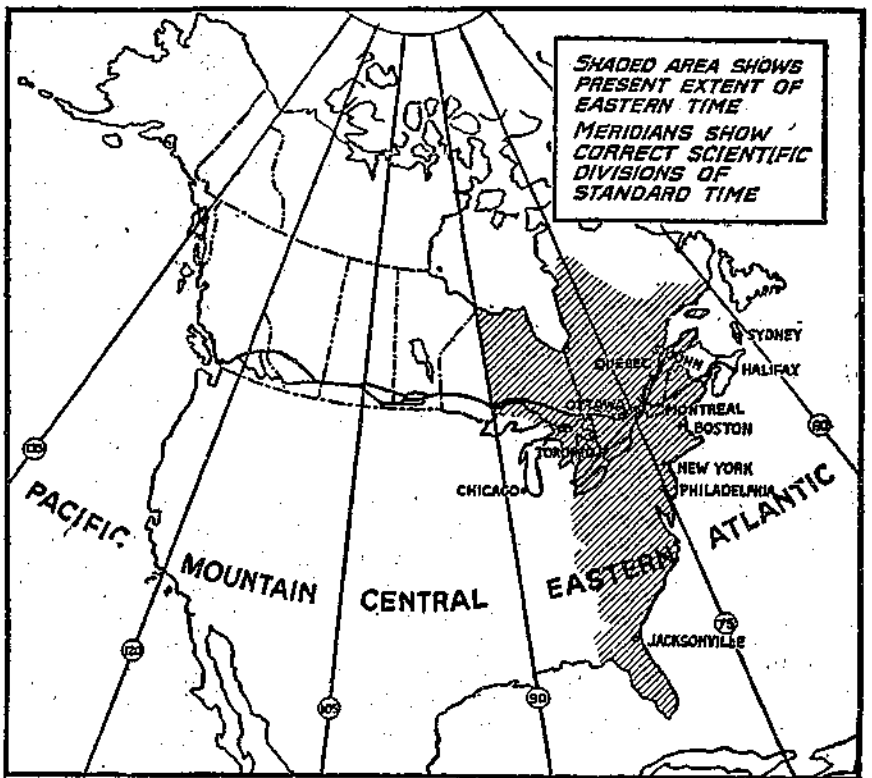 SHADED AREA SHOWS
PRESENT EXTENT OF
EASTERN TIME
MERIDIANS SHOW
CORRECT SCIENTIFIC
DIVISIONS OF
STANDARD TIME
SYDNEY
QUEBEC
HALIFAX
OTTAWA
MONTREAL
BOSTON
TORONTO
NEW YORK
CHICAGO
PHILADELPHIA
PACIFIC
MOUNTAIN
CENTRAL
EASTERN
ATLANTIC
JACKSONVILLE
135
120
105
90
75
60